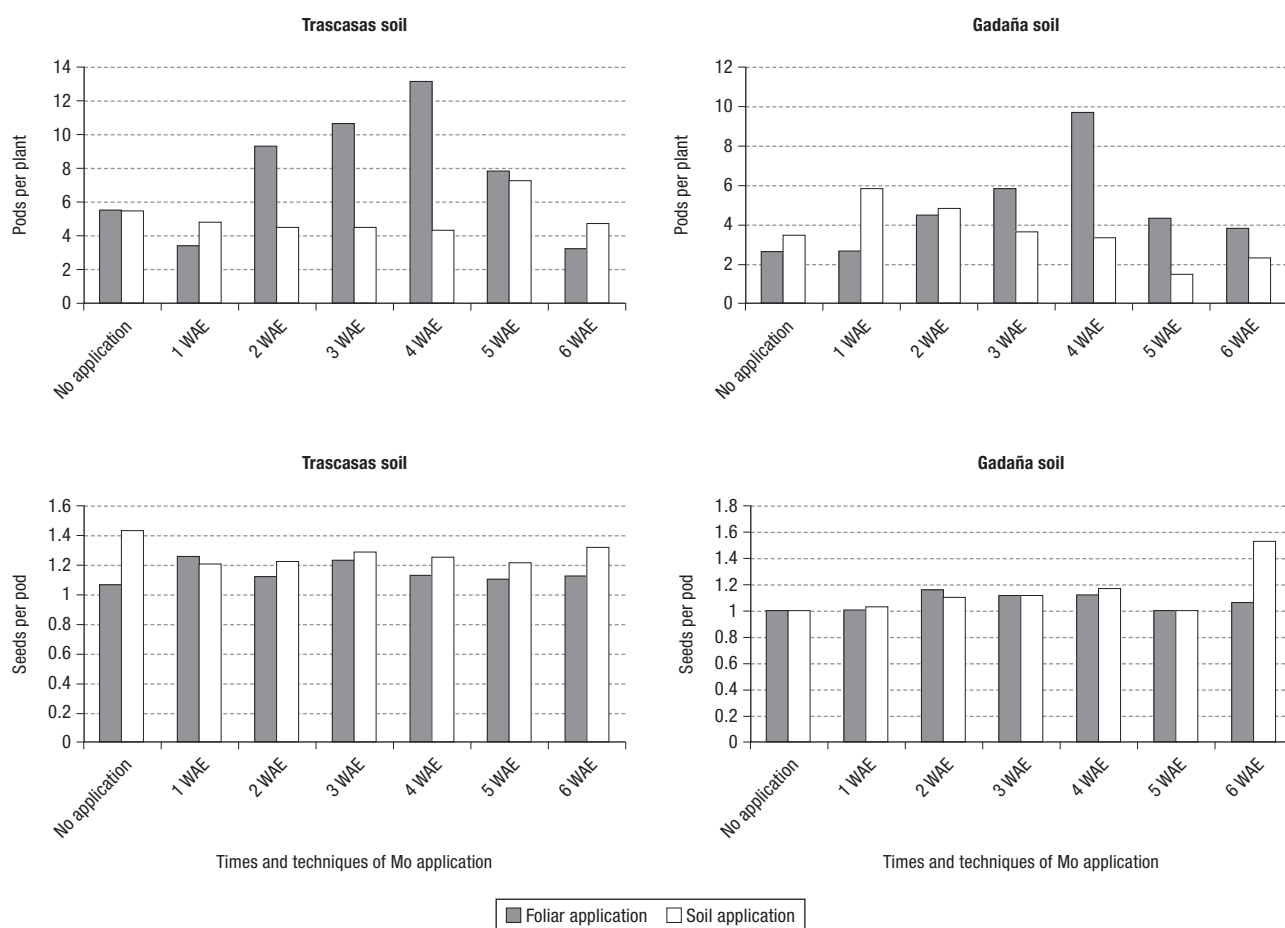 Trascasas soil
Pods per plant
14
12
10
8
6
4
2
0
No application
1 WAE
2 WAE
3 WAE
4 WAE
5 WAE
6 WAE
Gadaña soil
Pods per plant
12
10
8
6
4
2
0
No application
1 WAE
2 WAE
3 WAE
4 WAE
5 WAE
6 WAE
Trascasas soil
Seeds per pod
1.6
1.4
1.2
1
0.8
0.6
0.4
0.2
0
No application
1 WAE
2 WAE
3 WAE
4 WAE
5 WAE
6 WAE
Times and techniques of Mo application
Gadaña soil
Seeds per pod
1.8
1.6
1.4
1.2
1
0.8
0.6
0.4
0.2
0
No application
1 WAE
2 WAE
3 WAE
4 WAE
5 WAE
6 WAE
Times and techniques of Mo application
Foliar application
Soil application